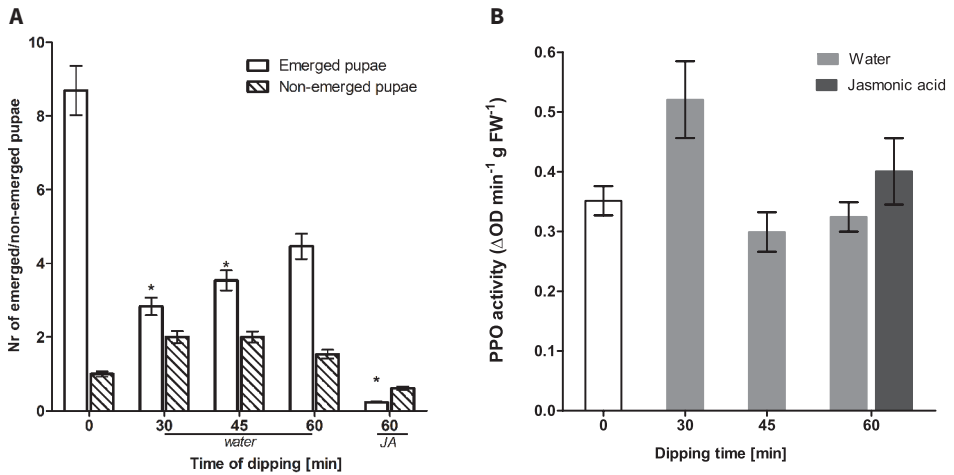 A
10
8
6
4
2
0
Nr of emerged/non-emerged pupae
Emerged pupae
Non-emerged pupae
*
*
*
0 30 45 60 60
water JA
Time of dipping [min]
B
0.6
0.5
0.4
0.3
0.2
0.1
0.0
PPO activity (ΔOD min⁻¹ g FW⁻¹)
Water
Jasmonic acid
0 30 45 60
Dipping time [min]